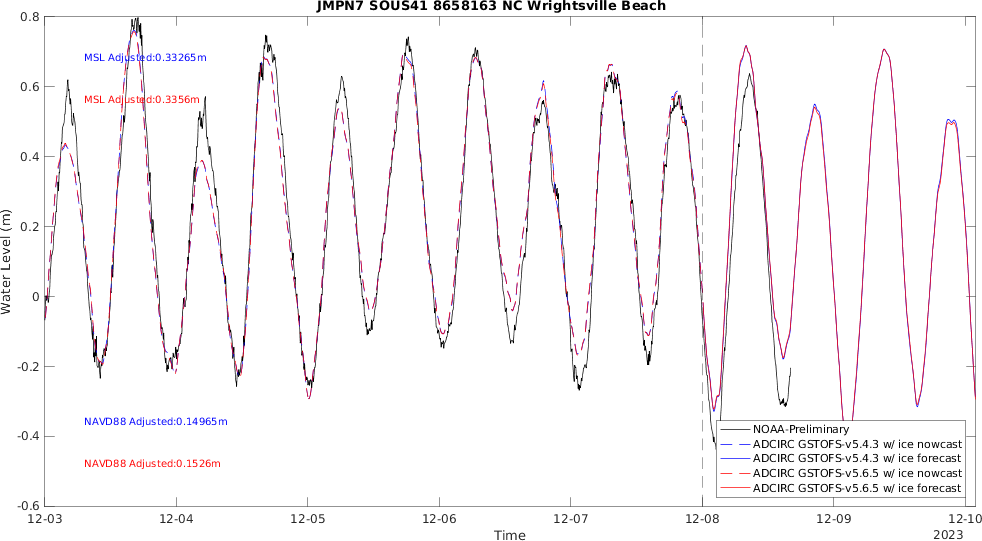 JMPN7 SOUS41 8658163 NC Wrightsville Beach
0.8
0.6
0.4
0.2
0
-0.2
-0.4
-0.6
Water Level (m)
MSL Adjusted:0.33265m
MSL Adjusted:0.3356m
NAVD88 Adjusted:0.14965m
NAVD88 Adjusted:0.1526m
NOAA-Preliminary
ADCIRC GSTOFS-v5.4.3 w/ ice nowcast
ADCIRC GSTOFS-v5.4.3 w/ ice forecast
ADCIRC GSTOFS-v5.6.5 w/ ice nowcast
ADCIRC GSTOFS-v5.6.5 w/ ice forecast
12-03 12-04 12-05 12-06 12-07 12-08 12-09 12-10
Time
2023